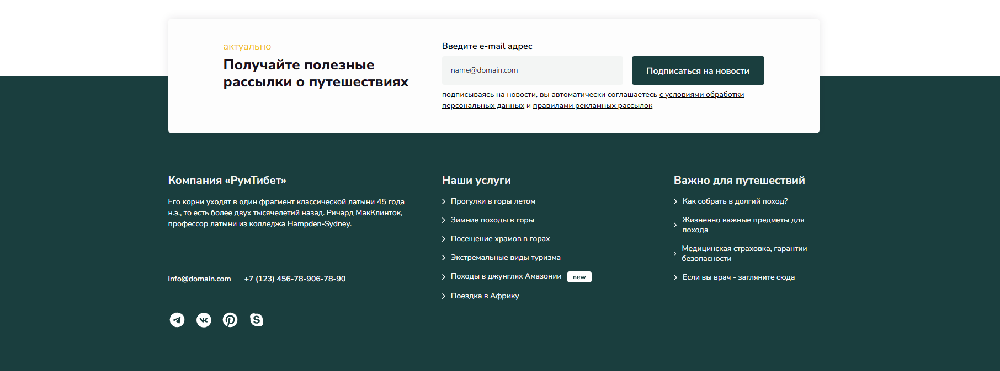 актуально
Получайте полезные
рассылки о путешествиях
Введите e-mail адрес
name@domain.com
Подписаться на новости
подписываясь на новости, вы автоматически соглашаетесь с условиями обработки
персональных данных и правилами рекламных рассылок
Компания «РумТибет»
Его корни уходят в один фрагмент классической латыни 45 года
н.э., то есть более двух тысячелетий назад. Ричард МакКлинток,
профессор латыни из колледжа Hampden-Sydney.
info@domain.com +7 (123) 456-78-906-78-90
Наши услуги
Прогулки в горы летом
Зимние походы в горы
Посещение храмов в горах
Экстремальные виды туризма
Походы в джунглях Амазонии new
Поездка в Африку
Важно для путешествий
Как собрать в долгий поход?
Жизненно важные предметы для
похода
Медицинская страховка, гарантии
безопасности
Если вы врач - загляните сюда